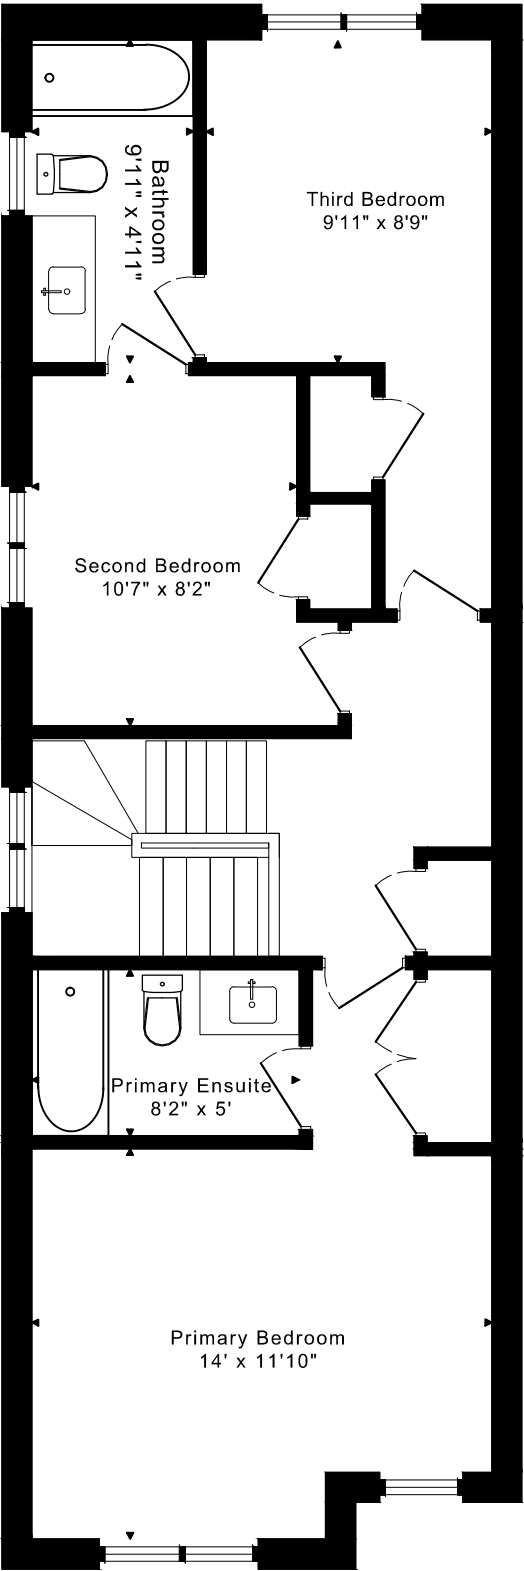 Bathroom
9'11" x 4'11"
Third Bedroom
9'11" x 8'9"
Second Bedroom
10'7" x 8'2"
Primary Ensuite
8'2" x 5'
Primary Bedroom
14' x 11'10"